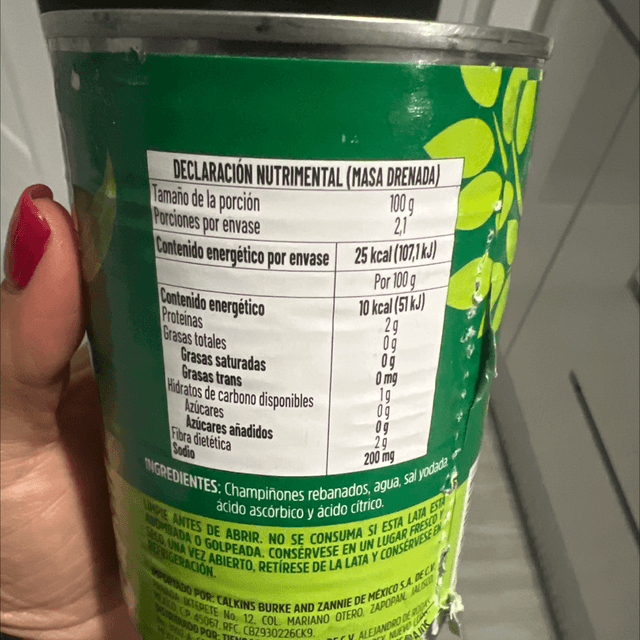 DECLARACIÓN NUTRIMENTAL (MASA DRENADA)
Tamaño de la porción 100 g
Porciones por envase 2,1
Contenido energético por envase 25 kcal (107,1 kJ)
Por 100 g
Contenido energético 10 kcal (51 kJ)
Proteínas 2 g
Grasas totales 0 g
Grasas saturadas 0 g
Grasas trans 0 mg
Hidratos de carbono disponibles 1 g
Azúcares 0 g
Azúcares añadidos 0 g
Fibra dietética 2 g
Sodio 200 mg
INGREDIENTES: Champiñones rebanados, agua, sal yodada,
ácido ascórbico y ácido cítrico.
LIMPIE ANTES DE ABRIR. NO SE CONSUMA SI ESTA LATA ESTÁ
ABOMBADA O GOLPEADA. CONSÉRVESE EN UN LUGAR FRESCO Y
SECO. UNA VEZ ABIERTO, RETÍRESE DE LA LATA Y CONSÉRVESE EN
REFRIGERACIÓN.
IMPORTADO POR: CALKINS BURKE AND ZANNIE DE MÉXICO S.A. DE C.V.
No. 12, COL. MARIANO OTERO, ZAPOPAN, JALISCO,
C.P. 45067. RFC. CBZ930226CK9.
POR: